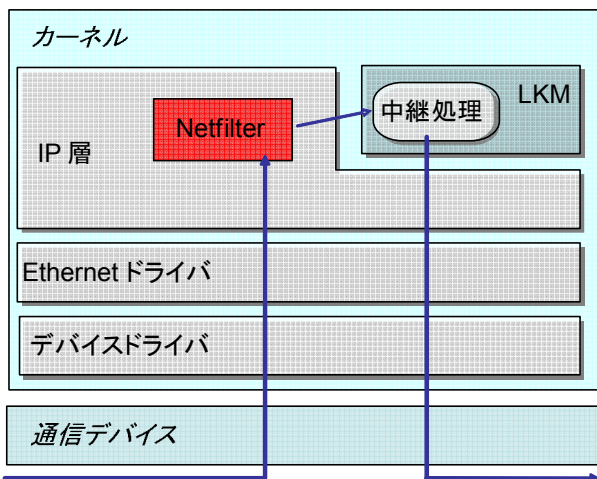 カーネル
LKM
中継処理
Netfilter
IP 層
Ethernet ドライバ
デバイスドライバ
通信デバイス